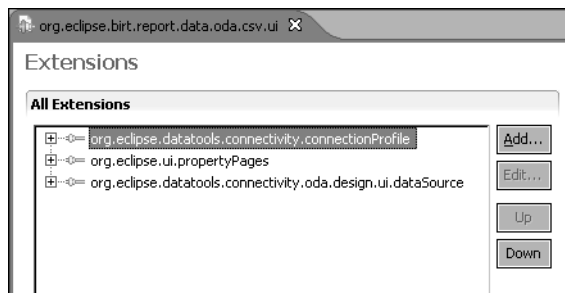 org.eclipse.birt.report.data.oda.csv.ui
Extensions
All Extensions
org.eclipse.datatools.connectivity.connectionProfile
org.eclipse.ui.propertyPages
org.eclipse.datatools.connectivity.oda.design.ui.dataSource
Add...
Edit...
Up
Down